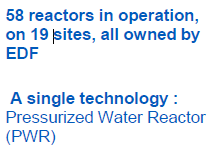 58 reactors in operation,
on 19 sites, all owned by
EDF
A single technology :
Pressurized Water Reactor
(PWR)